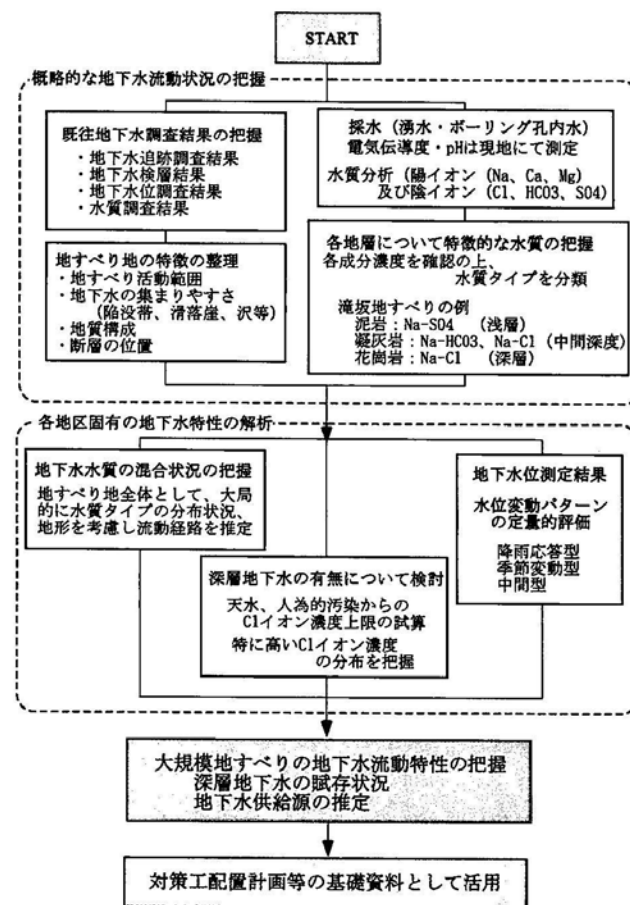 START
概略的な地下水流動状況の把握
既往地下水調査結果の把握
・地下水追跡調査結果
・地下水検層結果
・地下水位調査結果
・水質調査結果
地すべり地の特徴の整理
・地すべり活動範囲
・地下水の集まりやすさ
(陥没帯、滑落崖、沢等)
・地質構成
・断層の位置
採水 (湧水・ボーリング孔内水)
電気伝導度・pHは現地にて測定
水質分析 (陽イオン (Na、Ca、Mg)
及び陰イオン (Cl、HCO3、SO4)
各地層について特徴的な水質の把握
各成分濃度を確認の上、
水質タイプを分類
滝坂地すべりの例
泥岩：Na-SO4 (浅層)
凝灰岩：Na-HCO3、Na-Cl (中間深度)
花崗岩：Na-Cl (深層)
各地区固有の地下水特性の解析
地下水水質の混合状況の把握
地すべり地全体として、大局
的に水質タイプの分布状況、
地形を考慮し流動経路を推定
深層地下水の有無について検討
天水、人為的汚染からの
Clイオン濃度上限の試算
特に高いClイオン濃度
の分布を把握
地下水位測定結果
水位変動パターン
の定量的評価
降雨応答型
季節変動型
中間型
大規模地すべりの地下水流動特性の把握
深層地下水の賦存状況
地下水供給源の推定
対策工配置計画等の基礎資料として活用